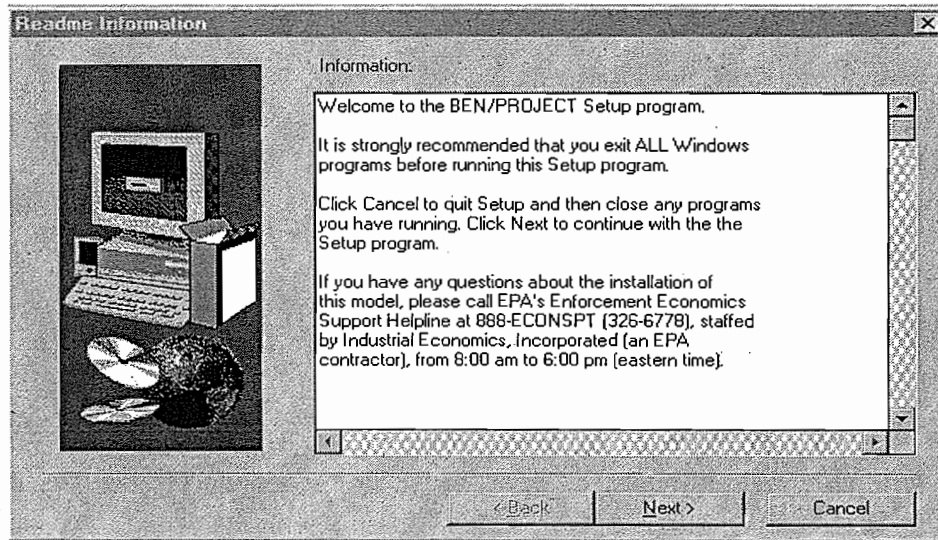 Readme Information
Information:
Welcome to the BEN/PROJECT Setup program.
It is strongly recommended that you exit ALL Windows
programs before running this Setup program.
Click Cancel to quit Setup and then close any programs
you have running. Click Next to continue with the the
Setup program.
If you have any questions about the installation of
this model, please call EPA's Enforcement Economics
Support Helpline at 888-ECONSPT (326-6778), staffed
by Industrial Economics, Incorporated (an EPA
contractor), from 8:00 am to 6:00 pm (eastern time).
< Back
Next >
Cancel